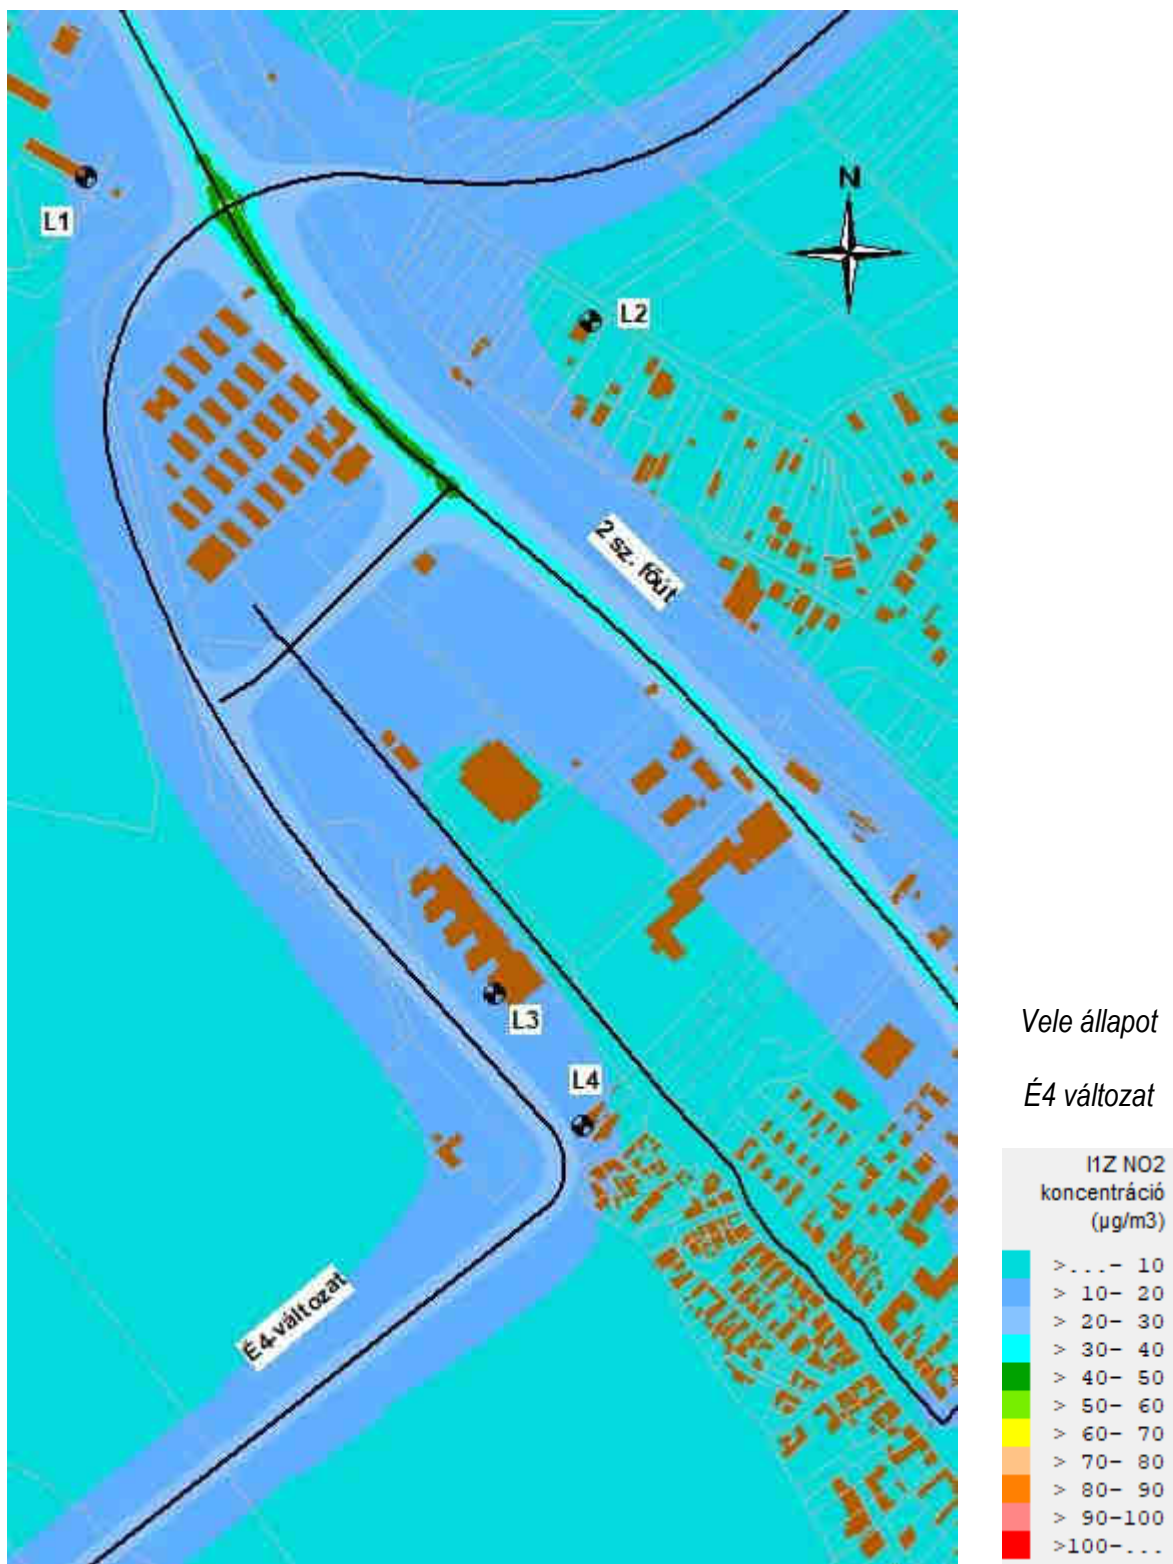 N
L1
L2
2 sz. főút
L3
L4
É4-változat
Vele állapot
É4 változat
I1Z NO2
koncentráció
(µg/m3)
>...- 10
> 10- 20
> 20- 30
> 30- 40
> 40- 50
> 50- 60
> 60- 70
> 70- 80
> 80- 90
> 90-100
>100-...